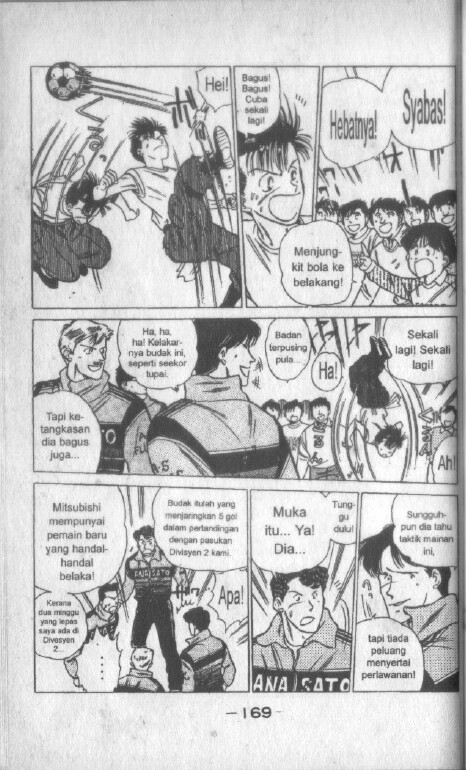 Hei!
Bagus!
Bagus!
Cuba
sekali
lagi!
Hebatnya!
Syabas!
Menjung-
kit bola ke
belakang!
Ha, ha,
ha! Kelakar-
nya budak ini,
seperti seekor
tupai.
Tapi ke-
tangkasan
dia bagus
juga...
Badan
terpusing
pula...
Ha!
Sekali
lagi! Sekali
lagi!
Ah!
Mitsubishi
mempunyai
pemain baru
yang handal-
handal
belaka!
Kerana
dua minggu
yang lepas
saya ada di
Divesyen
2...
Budak itulah yang
menjaringkan 5 gol
dalam pertandingan
dengan pasukan
Divisyen 2 kami.
ANAISATO
Apa!
Muka
itu... Ya!
Dia...
Tung-
gu
dulu!
ANAISATO
Sungguh-
pun dia tahu
taktik mainan
ini,
tapi tiada
peluang
menyertai
perlawanan!
— 169 —